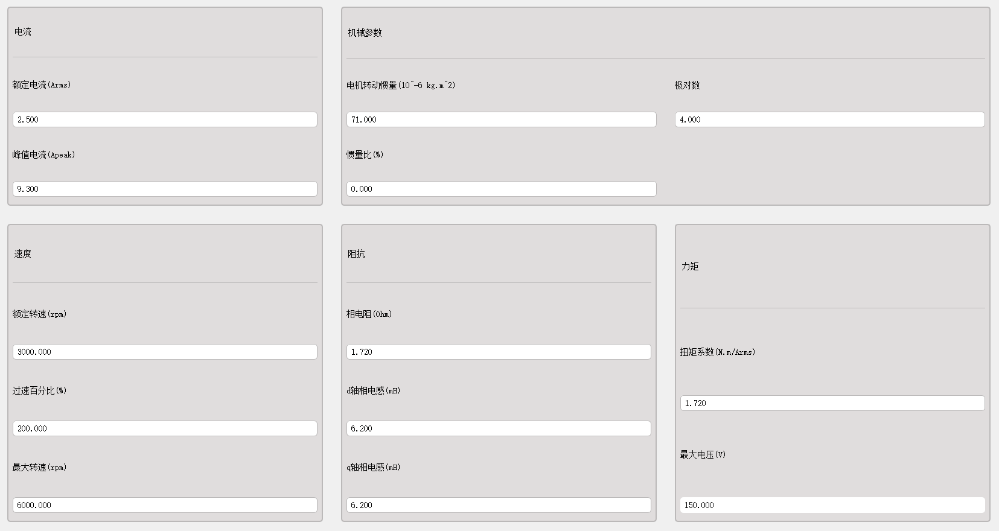 电流
额定电流(Arms)
2.500
峰值电流(Apeak)
9.300
机械参数
电机转动惯量(10^-6 kg.m^2)
71.000
极对数
4.000
惯量比(%)
0.000
速度
额定转速(rpm)
3000.000
过速百分比(%)
200.000
最大转速(rpm)
6000.000
阻抗
相电阻(Ohm)
1.720
d轴相电感(mH)
6.200
q轴相电感(mH)
6.200
力矩
扭矩系数(N.m/Arms)
1.720
最大电压(V)
150.000